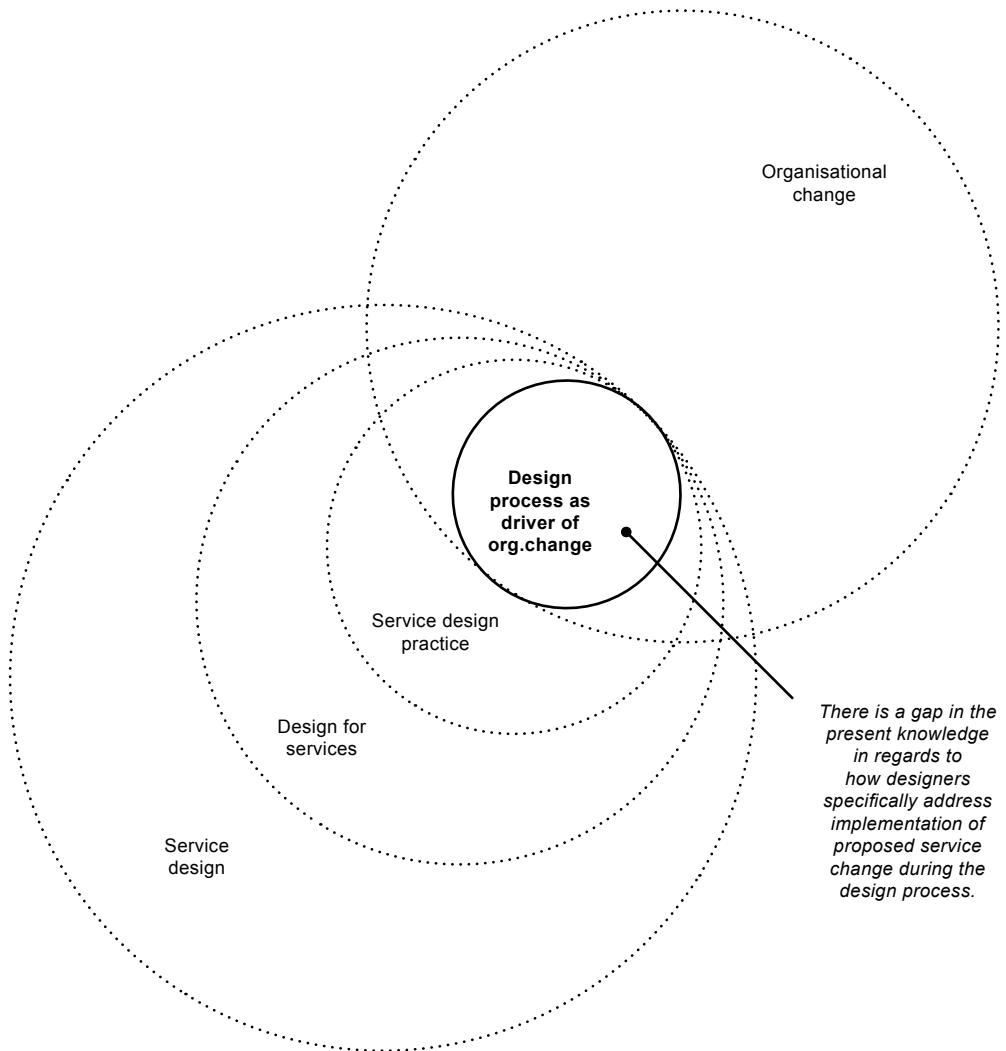 Organisational
change
Design
process as
driver of
org.change
Service design
practice
Design for
services
Service
design
There is a gap in the
present knowledge
in regards to
how designers
specifically address
implementation of
proposed service
change during the
design process.